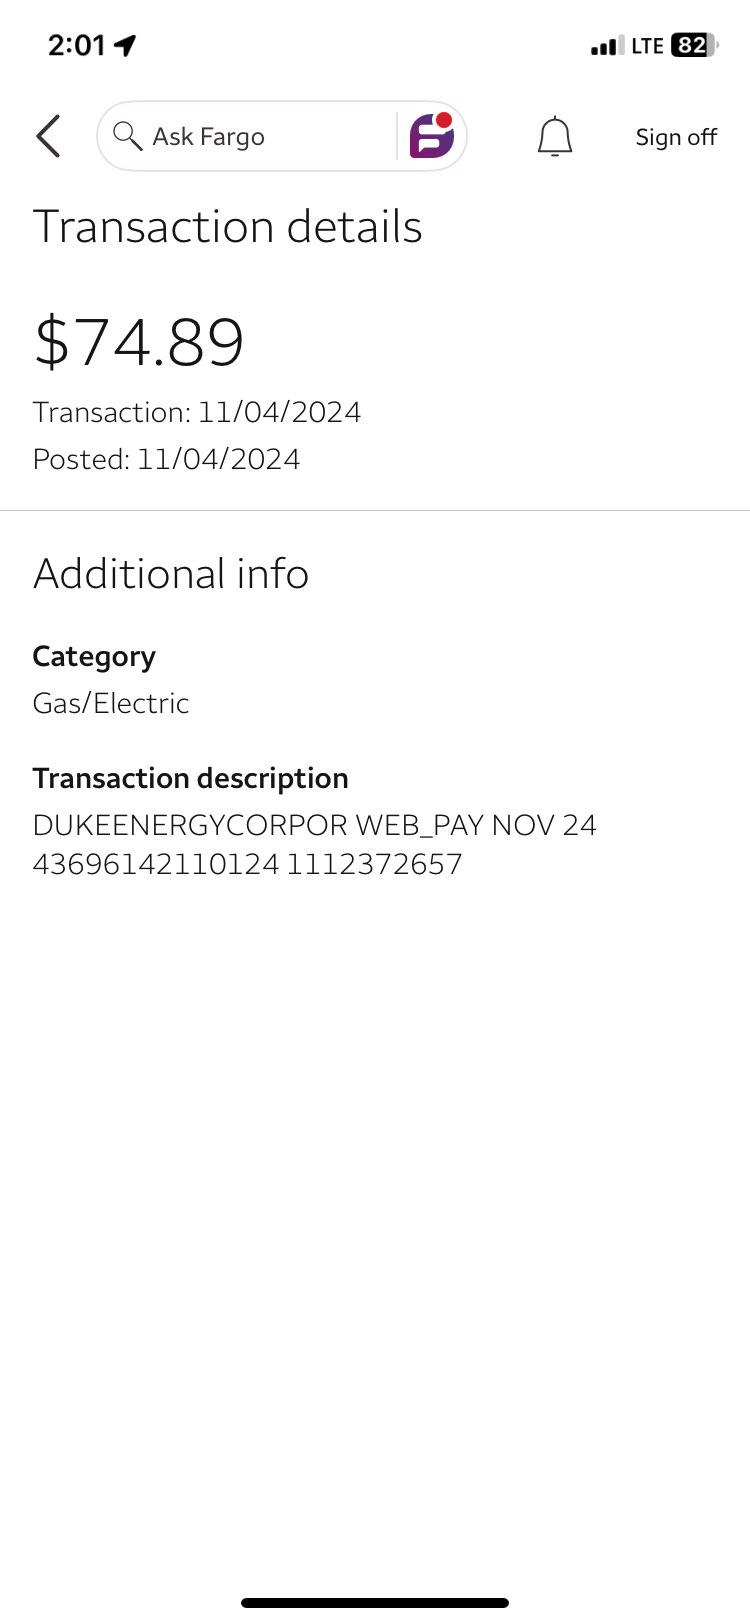 2:01 LTE 82
Ask Fargo Sign off
Transaction details
$74.89
Transaction: 11/04/2024
Posted: 11/04/2024
Additional info
Category
Gas/Electric
Transaction description
DUKEENERGYCORPOR WEB_PAY NOV 24
43696142110124 1112372657